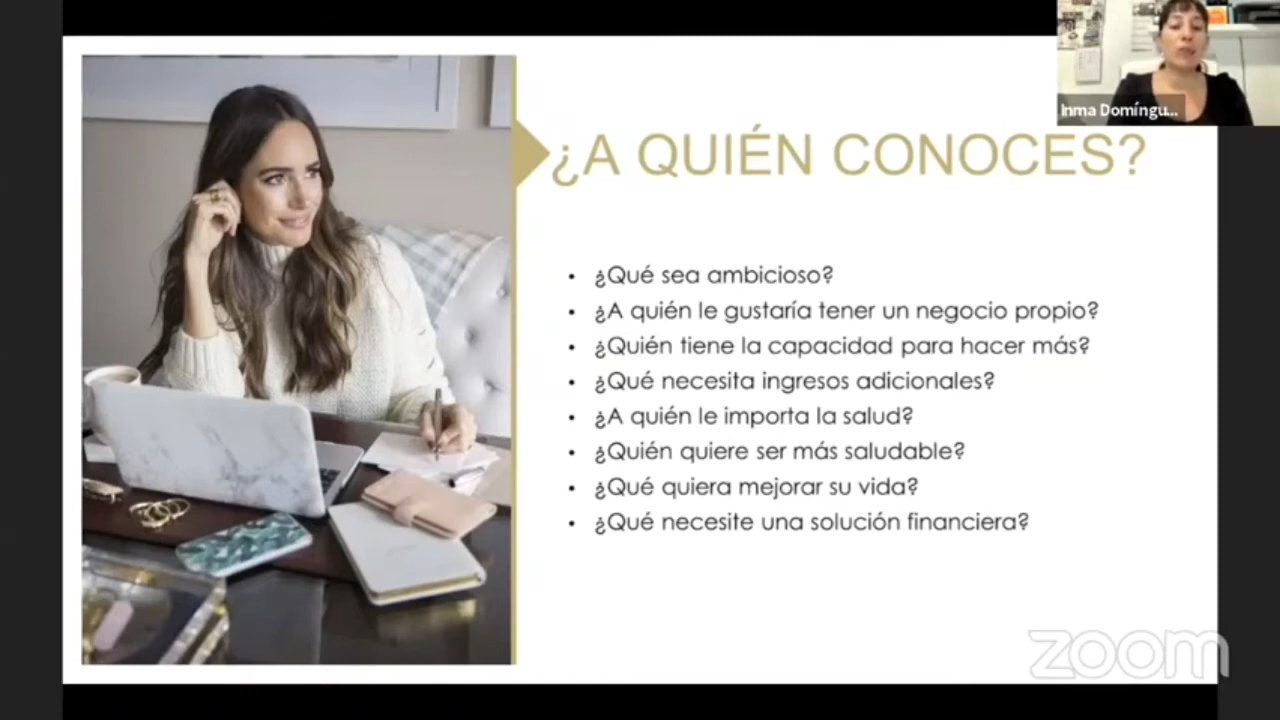 Inma Domíngu...
¿A QUIÉN CONOCES?
• ¿Qué sea ambicioso?
• ¿A quién le gustaría tener un negocio propio?
• ¿Quién tiene la capacidad para hacer más?
• ¿Qué necesita ingresos adicionales?
• ¿A quién le importa la salud?
• ¿Quién quiere ser más saludable?
• ¿Qué quiera mejorar su vida?
• ¿Qué necesite una solución financiera?
zoom